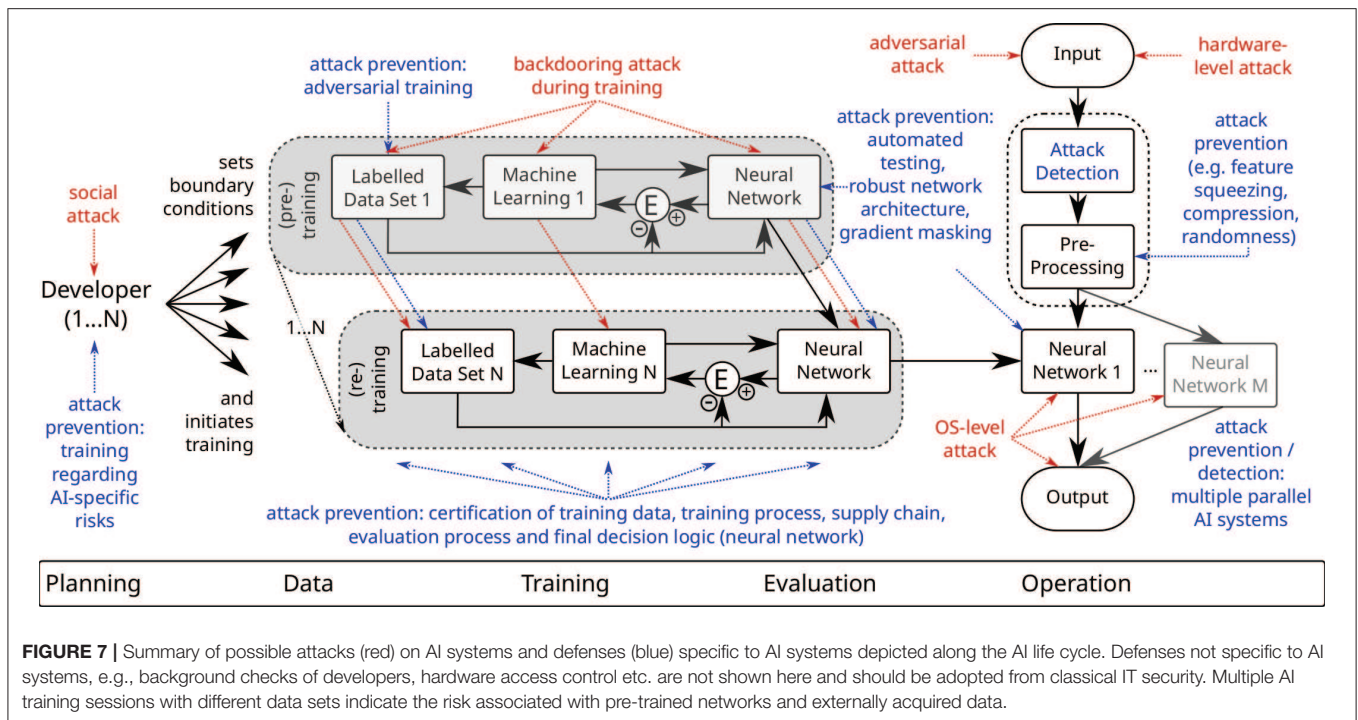 adversarial
attack
Input
hardware-
level attack
attack prevention:
adversarial training
backdooring attack
during training
attack prevention:
automated
testing,
robust network
architecture,
gradient masking
Attack
Detection
attack
prevention
(e.g. feature
squeezing,
compression,
randomness)
Pre-
Processing
social
attack
Developer
(1...N)
attack
prevention:
training
regarding
AI-specific
risks
sets
boundary
conditions
and
initiates
training
(pre-)
training
Labelled
Data Set 1
Machine
Learning 1
E
Neural
Network
1...N
(re-)
training
Labelled
Data Set N
Machine
Learning N
E
Neural
Network
Neural
Network 1
...
Neural
Network M
OS-level
attack
attack
prevention /
detection:
multiple parallel
AI systems
Output
attack prevention: certification of training data, training process, supply chain,
evaluation process and final decision logic (neural network)
Planning Data Training Evaluation Operation
FIGURE 7 | Summary of possible attacks (red) on AI systems and defenses (blue) specific to AI systems depicted along the AI life cycle. Defenses not specific to AI
systems, e.g., background checks of developers, hardware access control etc. are not shown here and should be adopted from classical IT security. Multiple AI
training sessions with different data sets indicate the risk associated with pre-trained networks and externally acquired data.